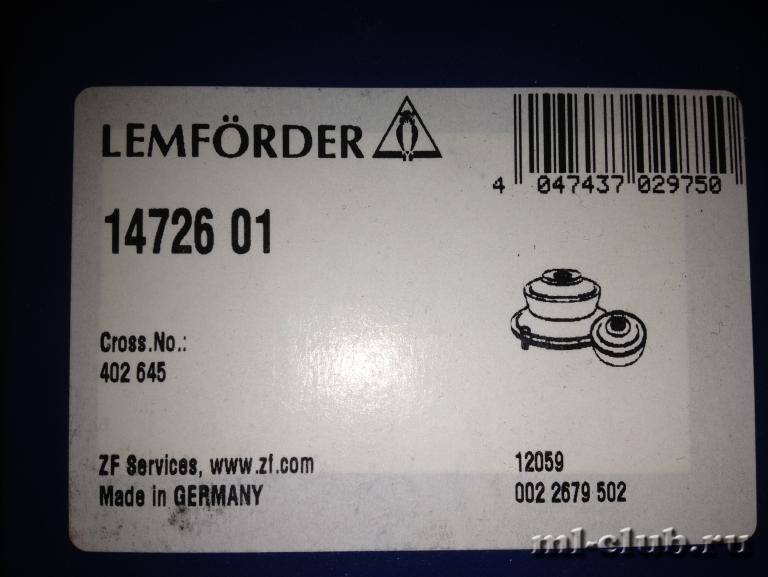 LEMFÖRDER
4 047437 029750
14726 01
Cross.No.:
402 645
ZF Services, www.zf.com
Made in GERMANY
12059
002 2679 502
ml-club.ru